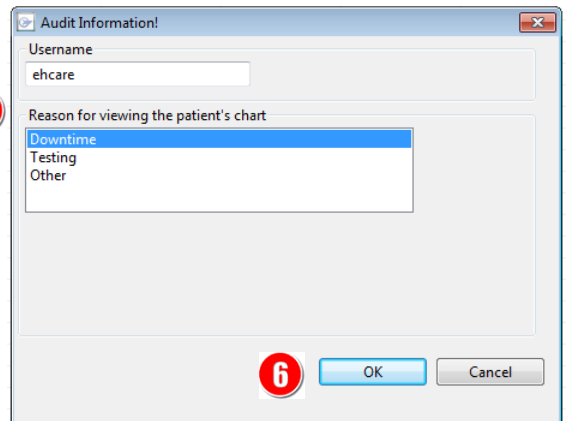 Audit Information!
Username
ehcare
Reason for viewing the patient's chart
Downtime
Testing
Other
6
OK
Cancel